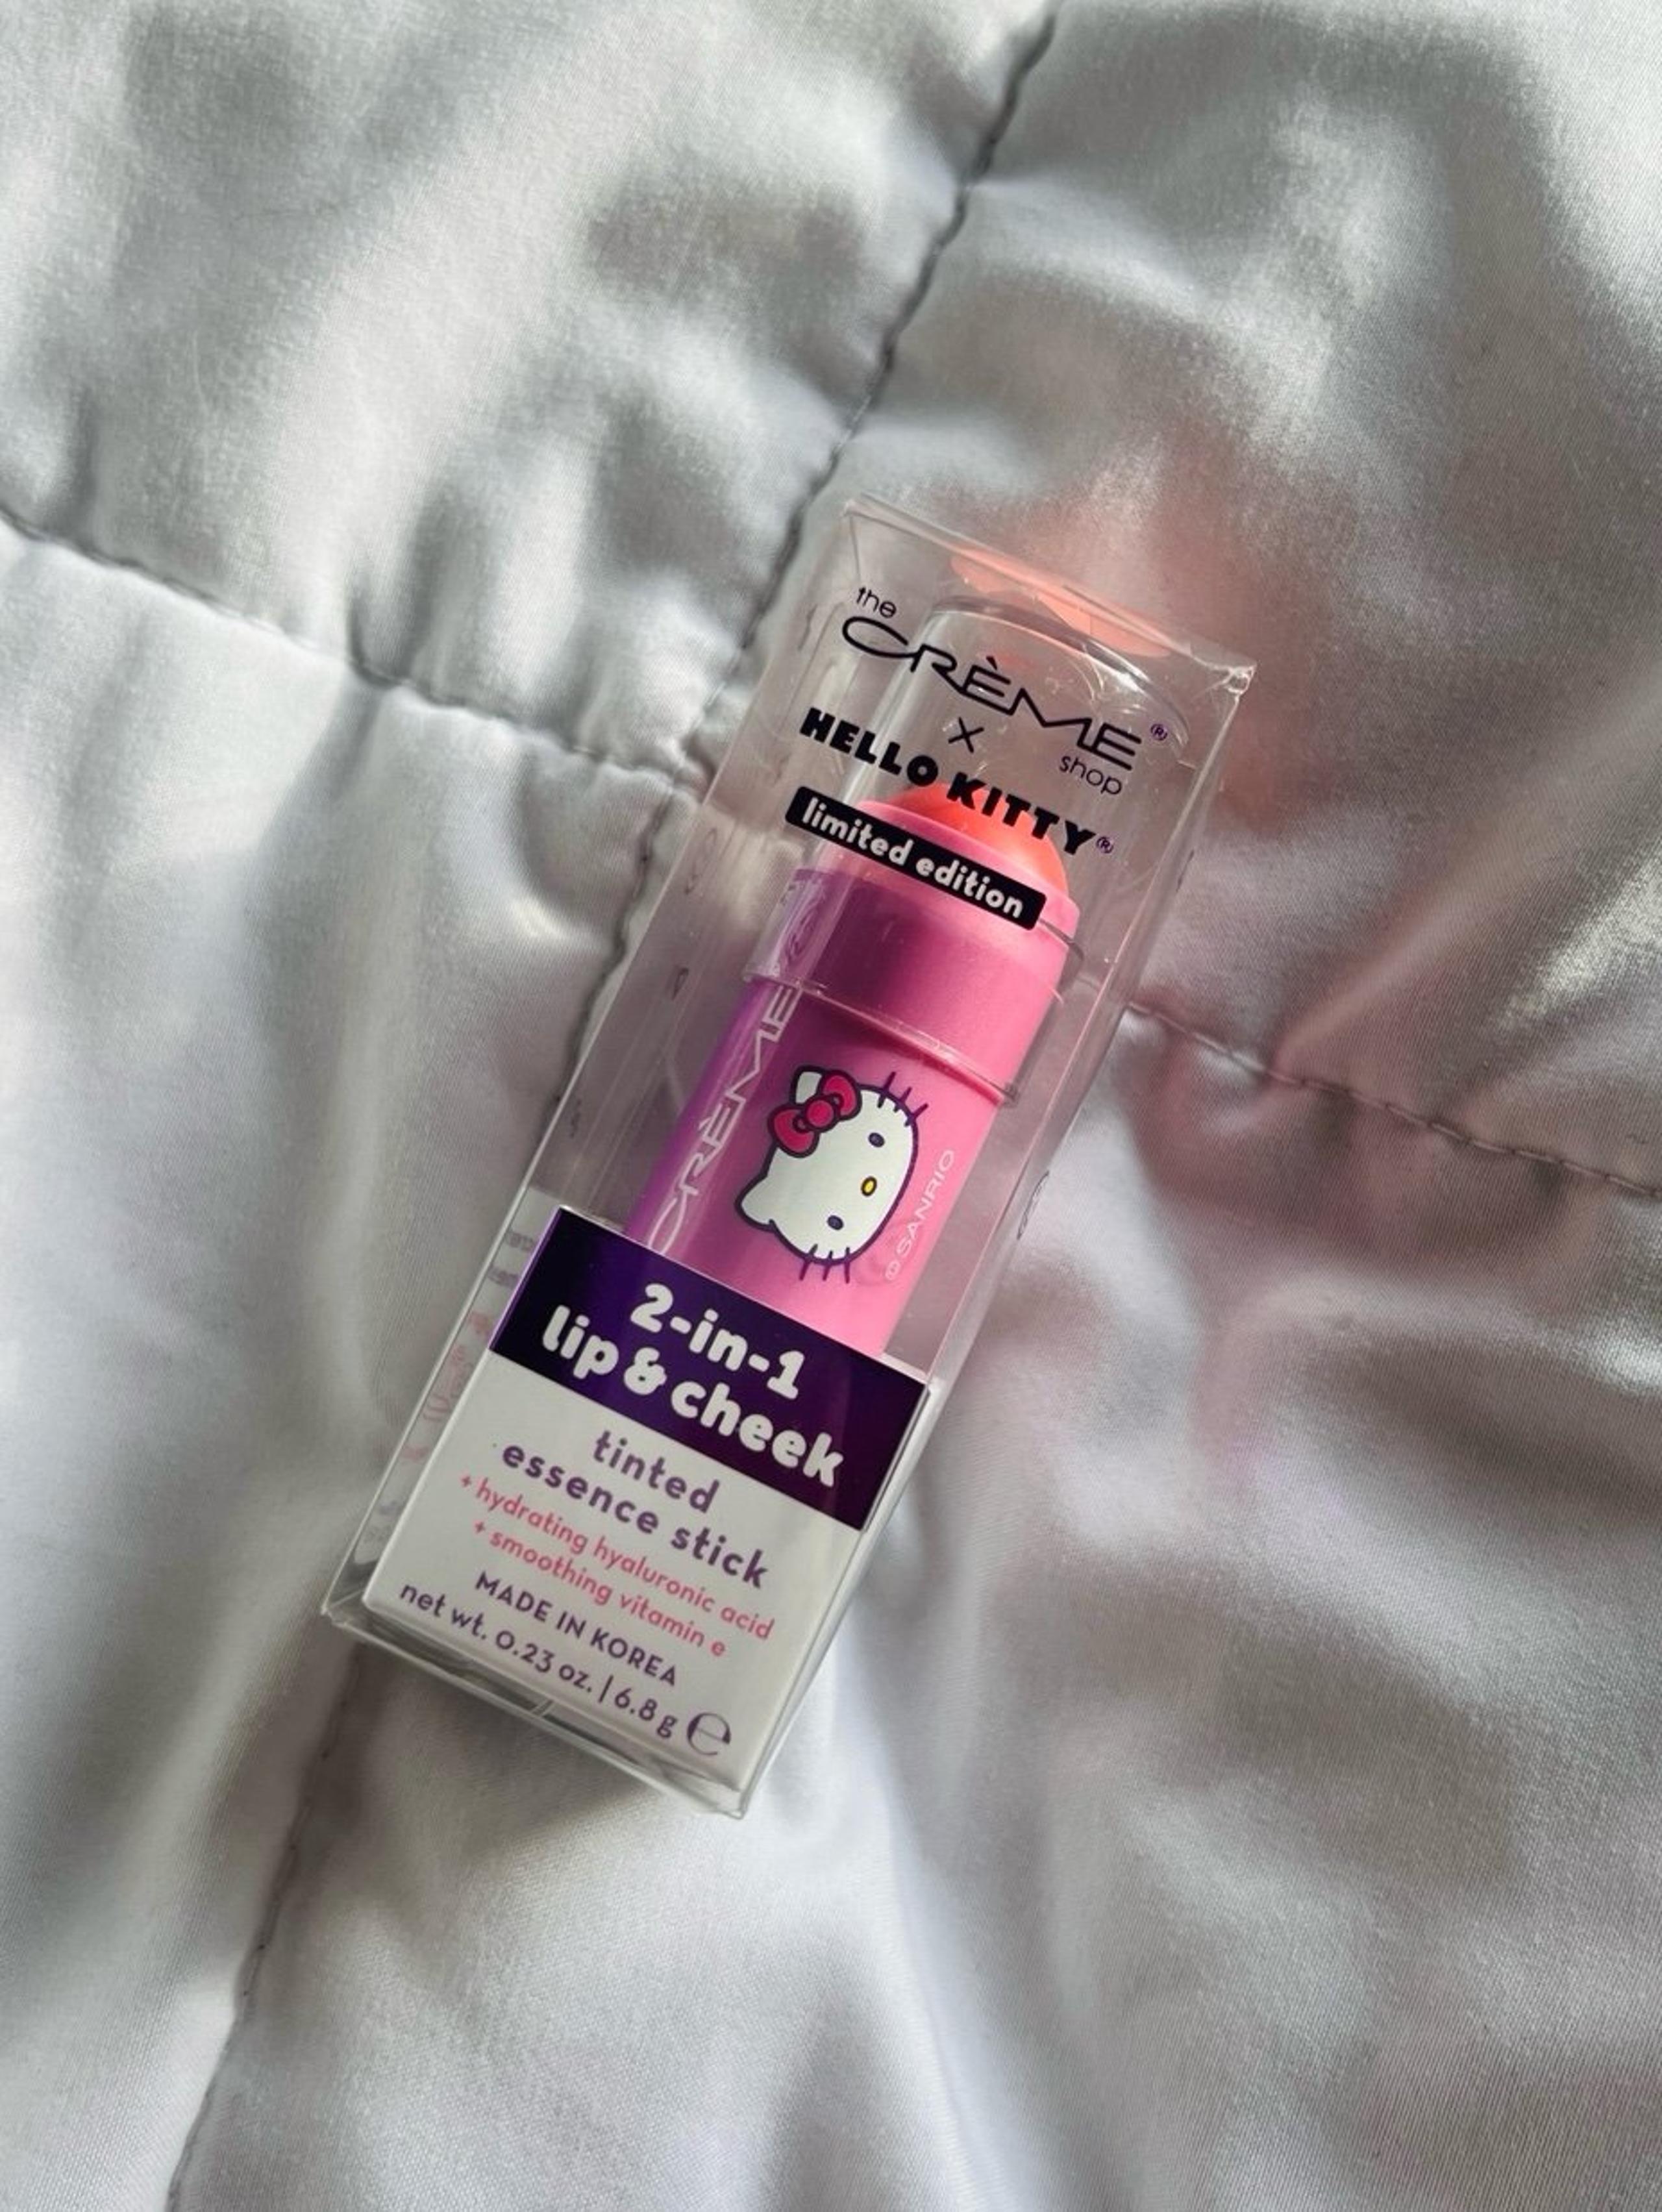 the
CRÈME®
shop
X
HELLO KITTY®
limited edition
CRÈME
© SANRIO
2-in-1
lip & cheek
tinted
essence stick
+ hydrating hyaluronic acid
+ smoothing vitamin e
MADE IN KOREA
net wt. 0.23 oz. | 6.8 g ℮